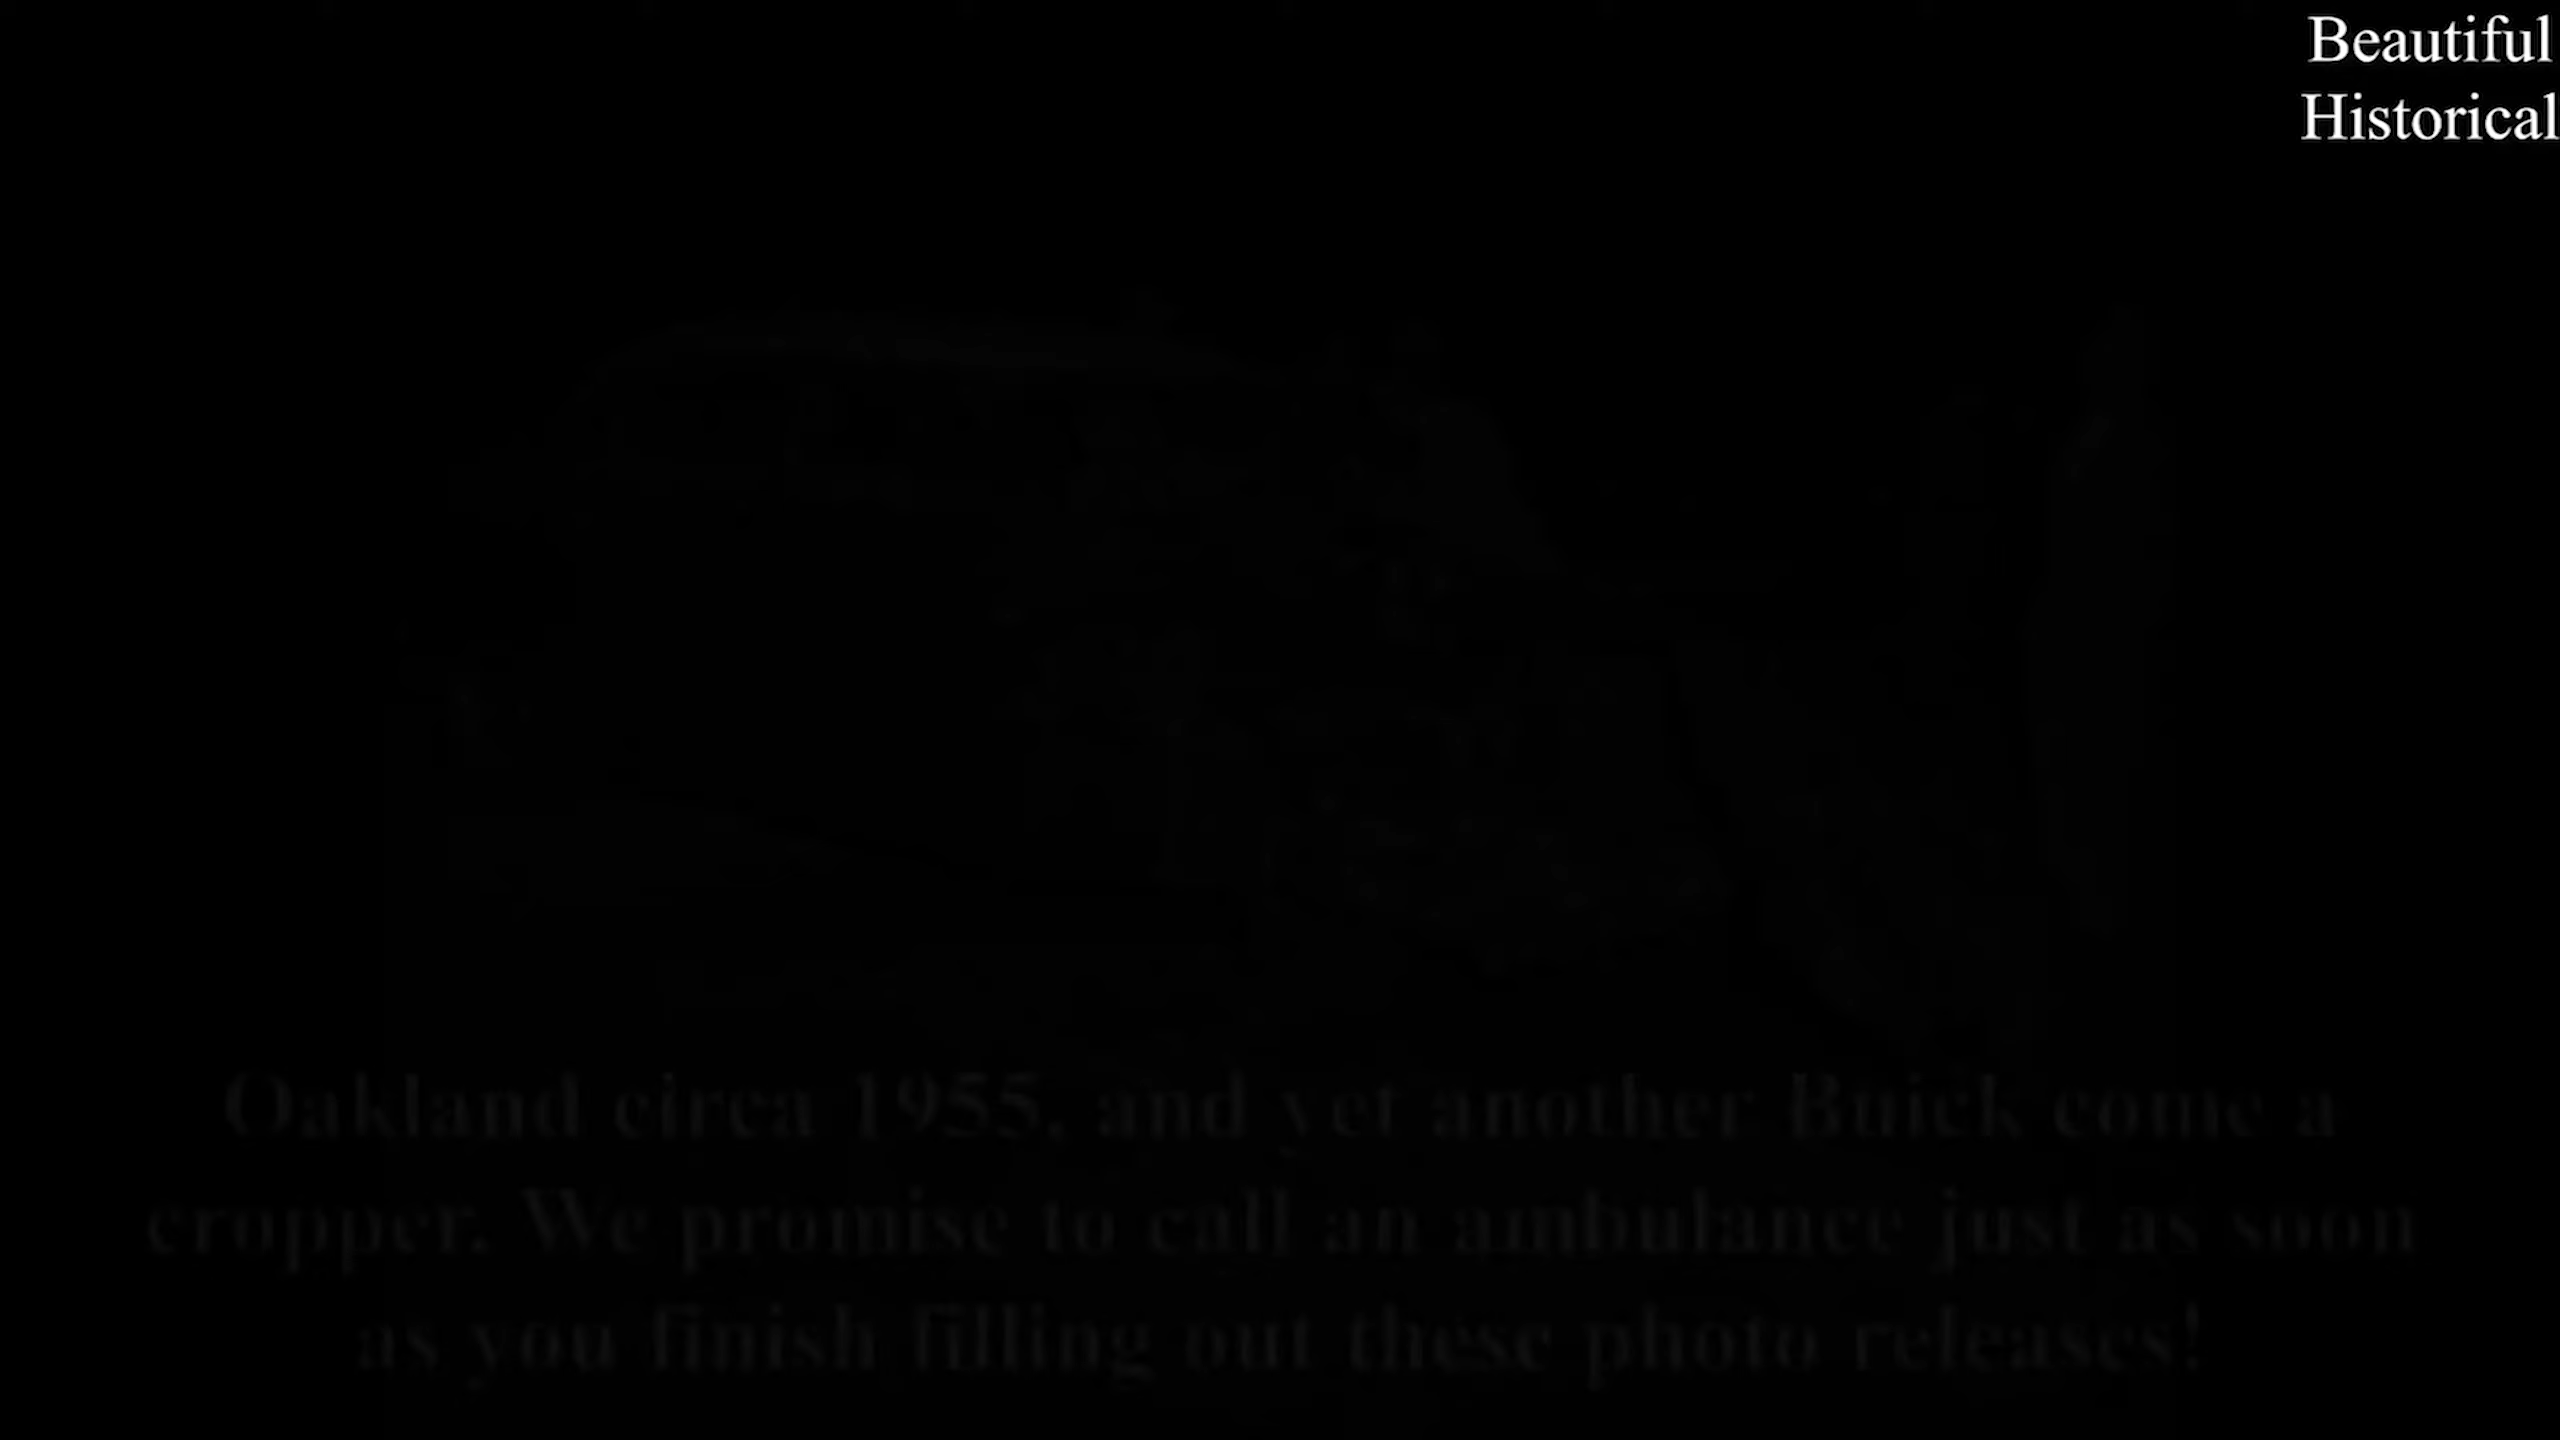 Beautiful
Historical
Oakland circa 1955, and yet another Buick come a
cropper. We promise to call an ambulance just as soon
as you finish filling out these photo releases!